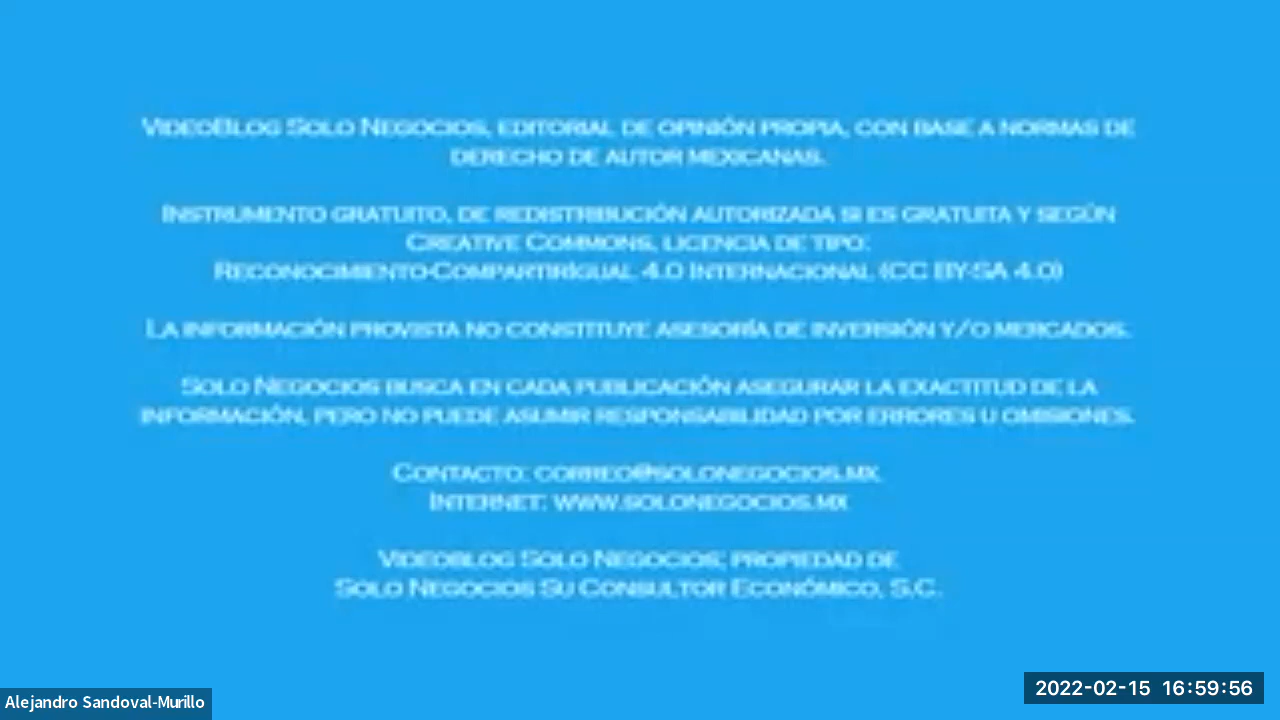 VideoBlog Solo Negocios, editorial de opinión propia, con base a normas de
derecho de autor mexicanas.
Instrumento gratuito, de redistribución autorizada si es gratuita y según
Creative Commons, licencia de tipo:
Reconocimiento-CompartirIgual 4.0 Internacional (CC BY-SA 4.0)
La información provista no constituye asesoría de inversión y/o mercados.
Solo Negocios busca en cada publicación asegurar la exactitud de la
información, pero no puede asumir responsabilidad por errores u omisiones.
Contacto: correo@solonegocios.mx
Internet: www.solonegocios.mx
Videoblog Solo Negocios; propiedad de
Solo Negocios Su Consultor Económico, S.C.
Alejandro Sandoval-Murillo
2022-02-15 16:59:56